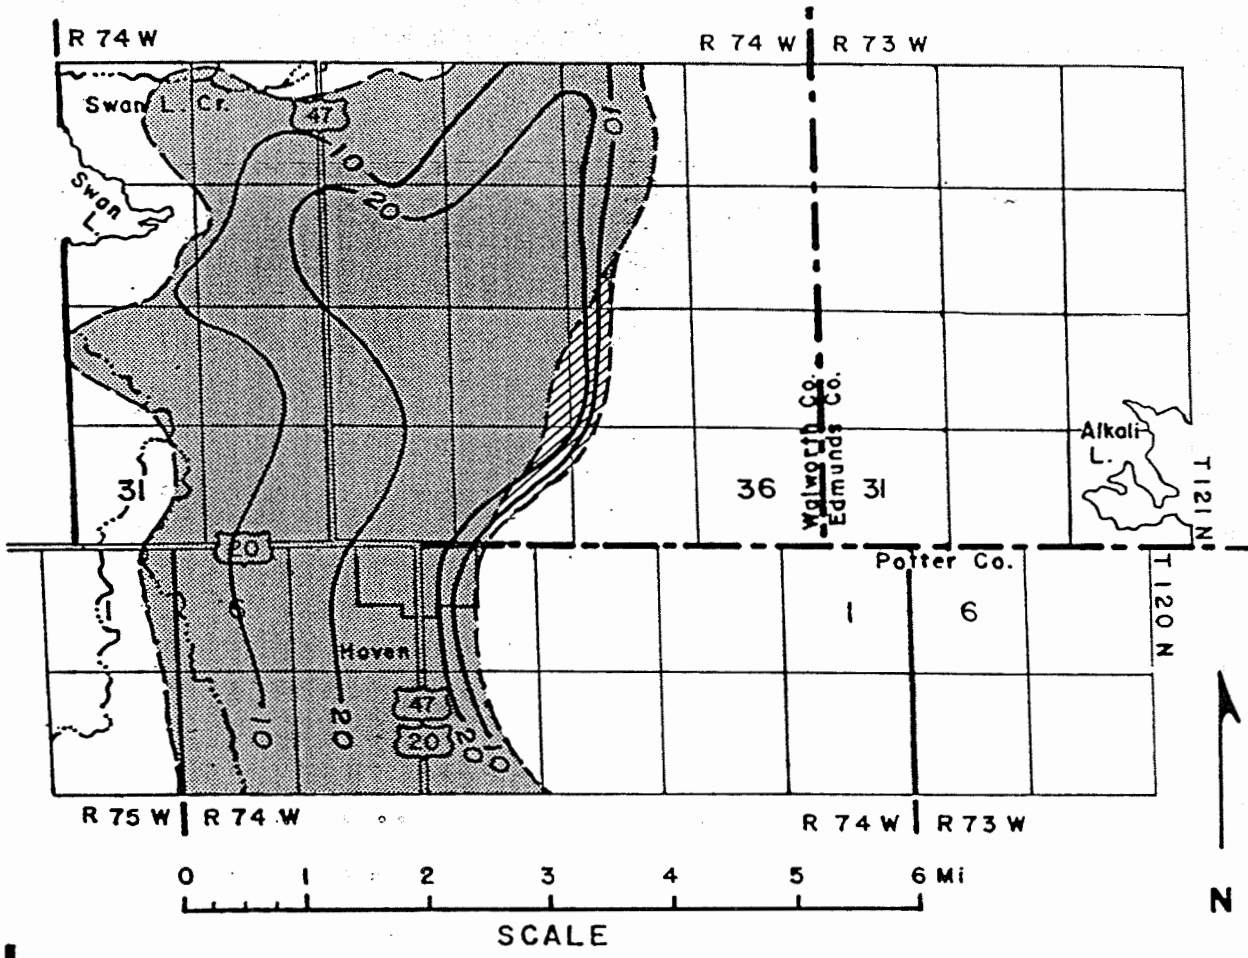 R 74 W
R 74 W
R 73 W
Swan L. Cr.
47
10
10
20
Swan
L.
Walworth Co.
Edmunds Co.
Alkali
L.
31
36
31
T 121 N
20
Potter Co.
T 120 N
1
6
1
6
Hoven
10
20
47
20
20
10
R 75 W
R 74 W
R 74 W
R 73 W
0
1
2
3
4
5
6 Mi
SCALE
N